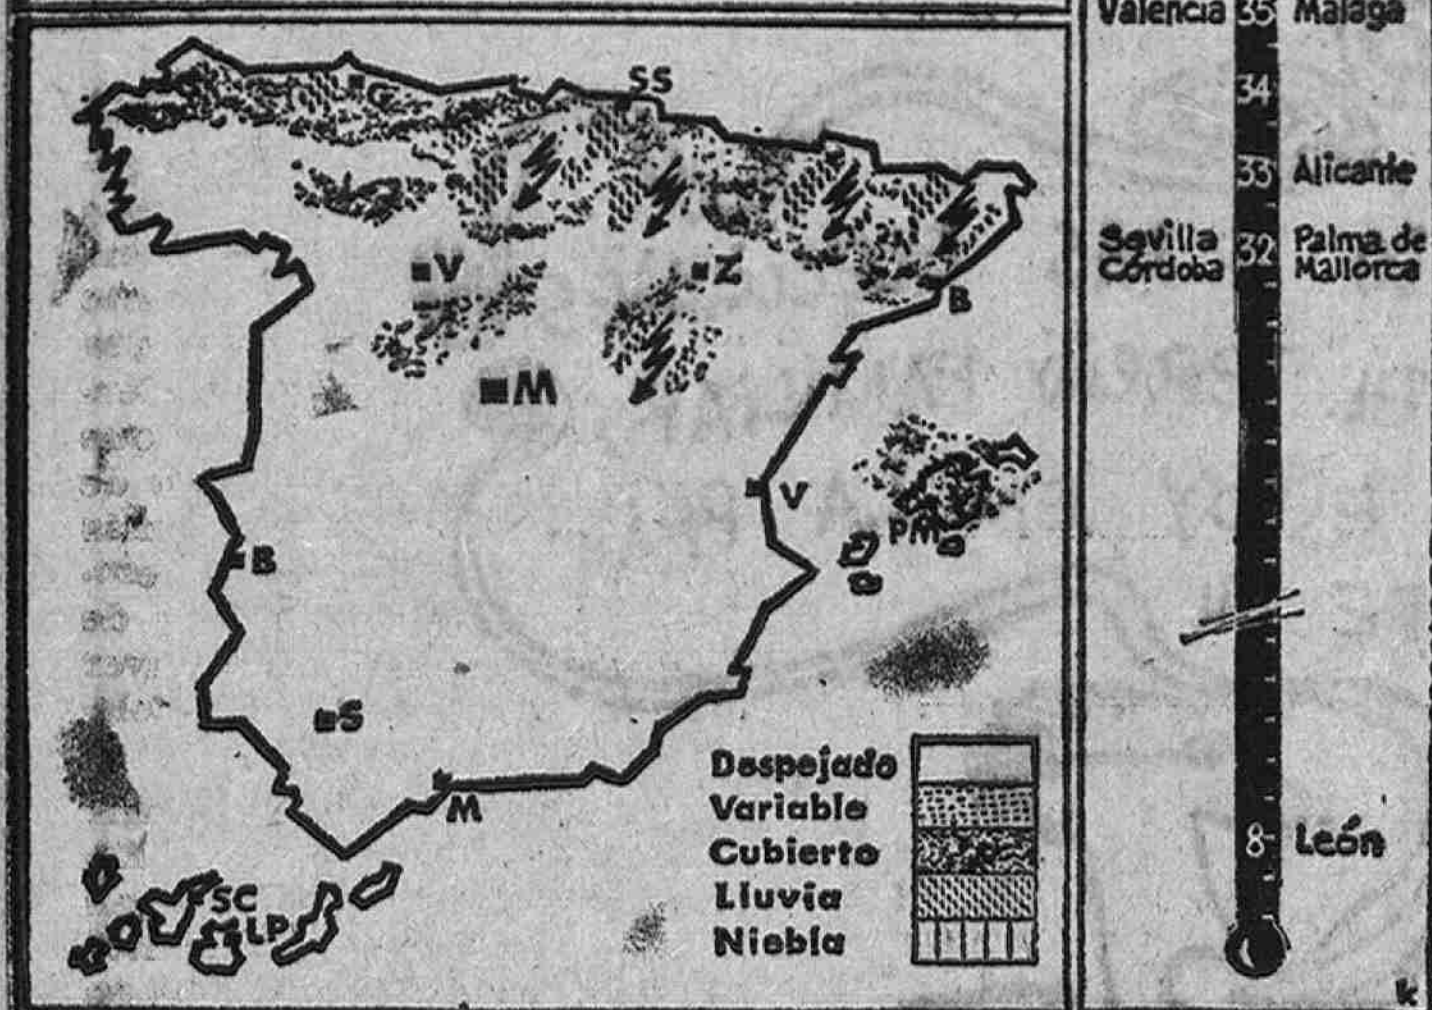 Valencia 35 Málaga
34
33 Alicante
Sevilla 32 Palma de
Córdoba Mallorca
8 León
k
SS
G
V
Z
B
M
V
PM
B
S
M
SC
LP
Despejado
Variable
Cubierto
Lluvia
Niebla